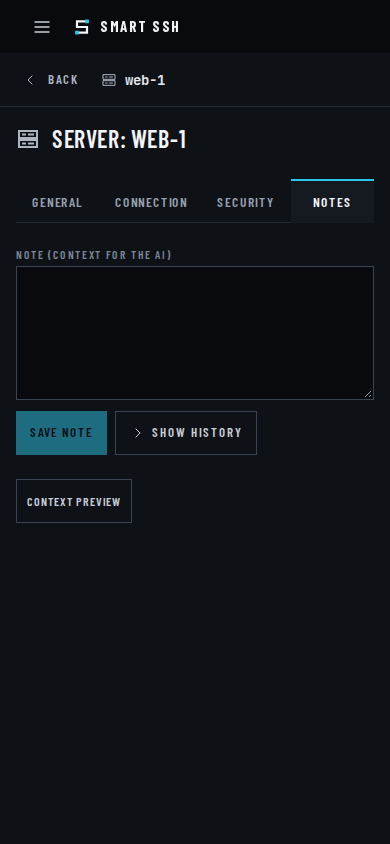 SMART SSH
BACK
web-1
SERVER: WEB-1
GENERAL
CONNECTION
SECURITY
NOTES
NOTE (CONTEXT FOR THE AI)
SAVE NOTE
SHOW HISTORY
CONTEXT PREVIEW